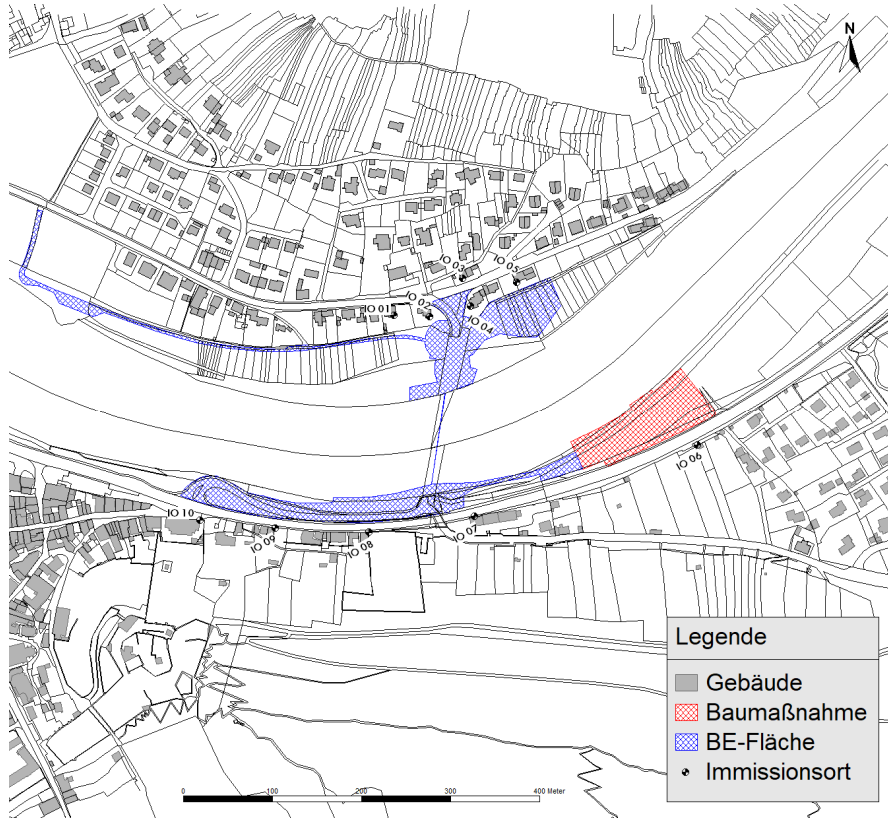 N
IO 03
IO 05
IO 02
IO 01
IO 04
IO 06
IO 10
IO 07
IO 09
IO 08
Legende
Gebäude
Baumaßnahme
BE-Fläche
Immissionsort
0 100 200 300 400 Meter